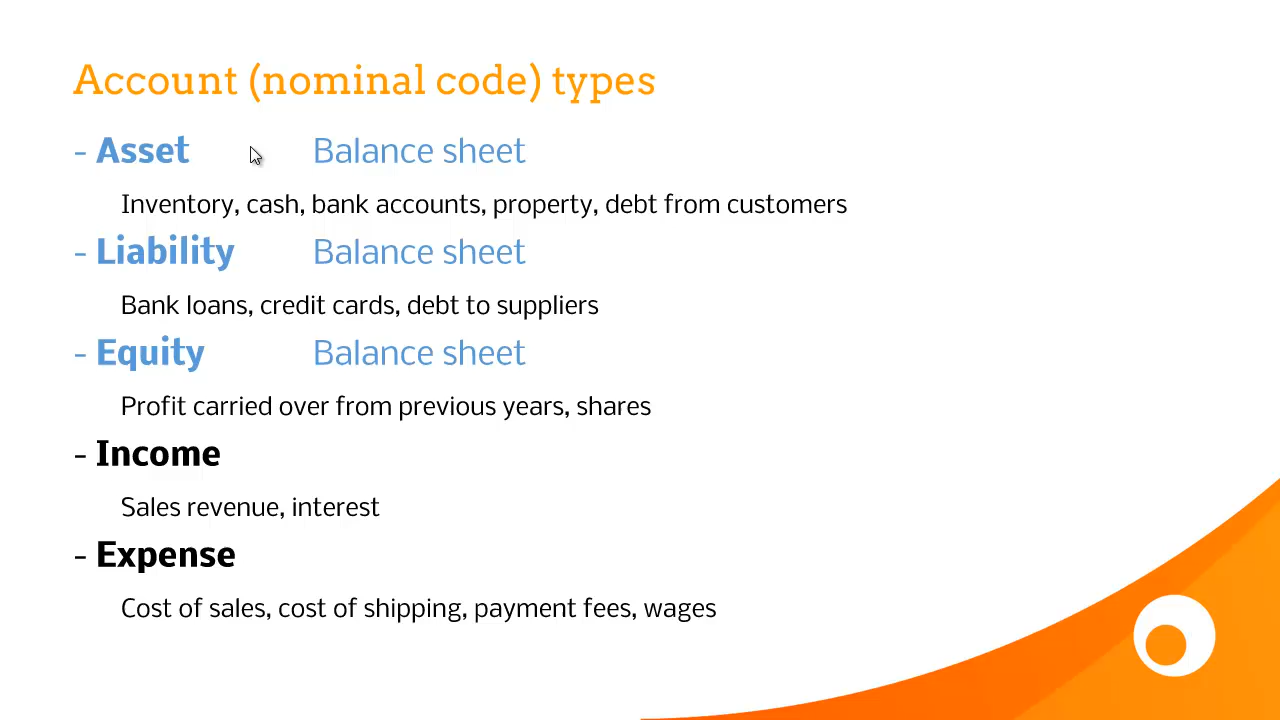 Account (nominal code) types
- Asset Balance sheet
Inventory, cash, bank accounts, property, debt from customers
- Liability Balance sheet
Bank loans, credit cards, debt to suppliers
- Equity Balance sheet
Profit carried over from previous years, shares
- Income
Sales revenue, interest
- Expense
Cost of sales, cost of shipping, payment fees, wages